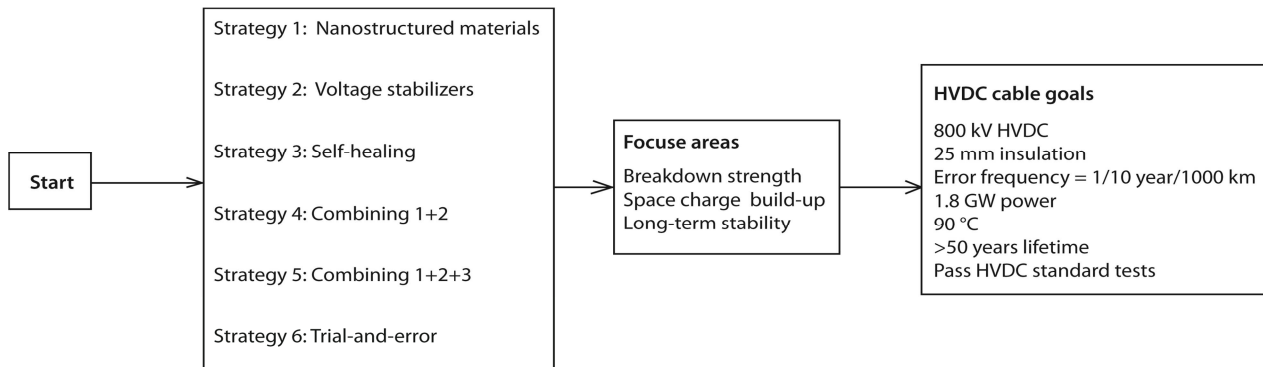 Start
Strategy 1: Nanostructured materials
Strategy 2: Voltage stabilizers
Strategy 3: Self-healing
Strategy 4: Combining 1+2
Strategy 5: Combining 1+2+3
Strategy 6: Trial-and-error
Focuse areas
Breakdown strength
Space charge build-up
Long-term stability
HVDC cable goals
800 kV HVDC
25 mm insulation
Error frequency = 1/10 year/1000 km
1.8 GW power
90 °C
>50 years lifetime
Pass HVDC standard tests